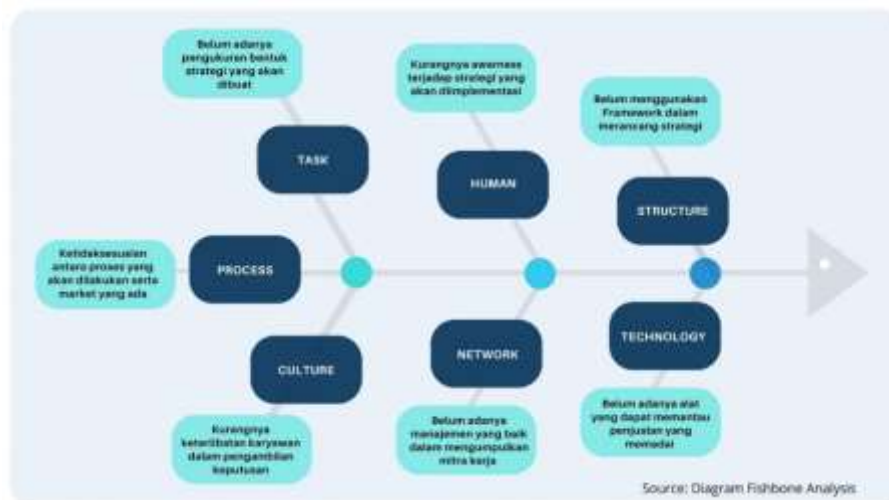 Belum adanya
pengukuran bentuk
strategi yang akan
dibuat
Kurangnya awarness
terjadap strategi yang
akan diimplementasi
Belum menggunakan
Framework dalam
merancang strategi
TASK
HUMAN
STRUCTURE
Ketidaksesuaian
antara proses yang
akan dilakukan serta
market yang ada
PROCESS
CULTURE
NETWORK
TECHNOLOGY
Kurangnya
keterlibatan karyawan
dalam pengambilan
keputusan
Belum adanya
manajemen yang baik
dalam mengumpulkan
mitra kerja
Belum adanya alat
yang dapat memantau
penjualan yang
memadai
Source: Diagram Fishbone Analysis